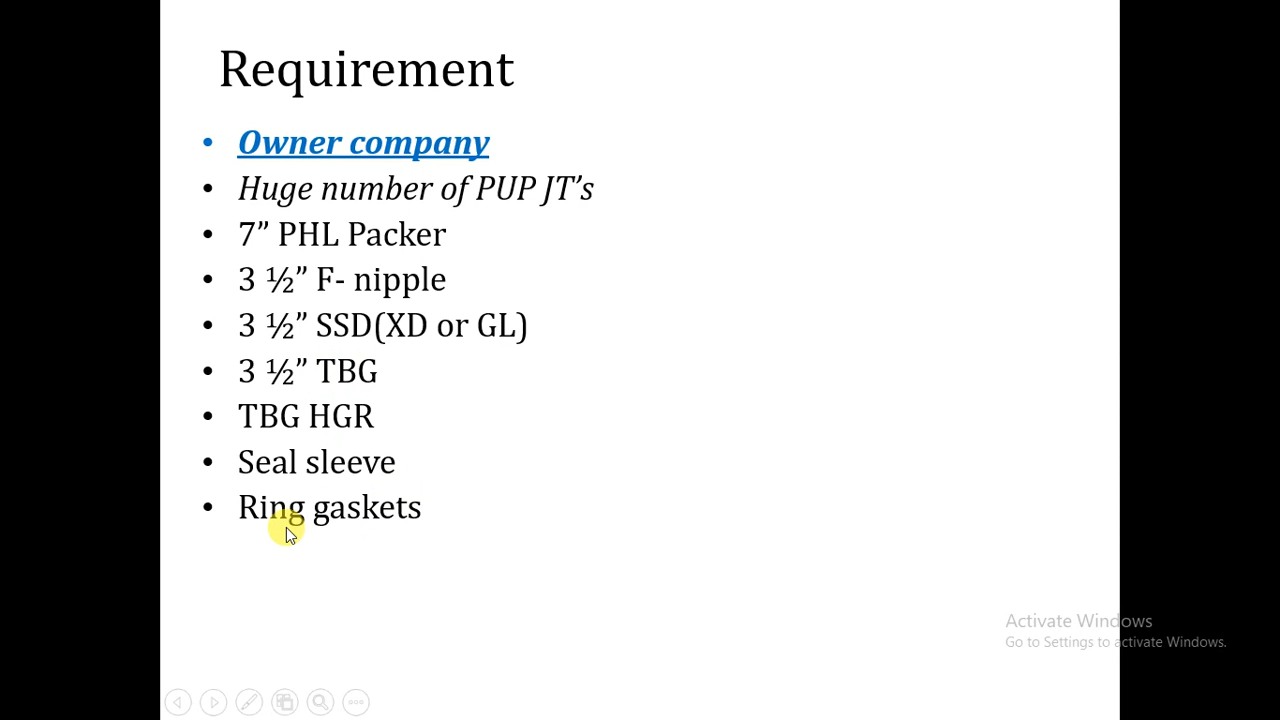 Requirement
• Owner company
• Huge number of PUP JT’s
• 7” PHL Packer
• 3 ½” F- nipple
• 3 ½” SSD(XD or GL)
• 3 ½” TBG
• TBG HGR
• Seal sleeve
• Ring gaskets
Activate Windows
Go to Settings to activate Windows.